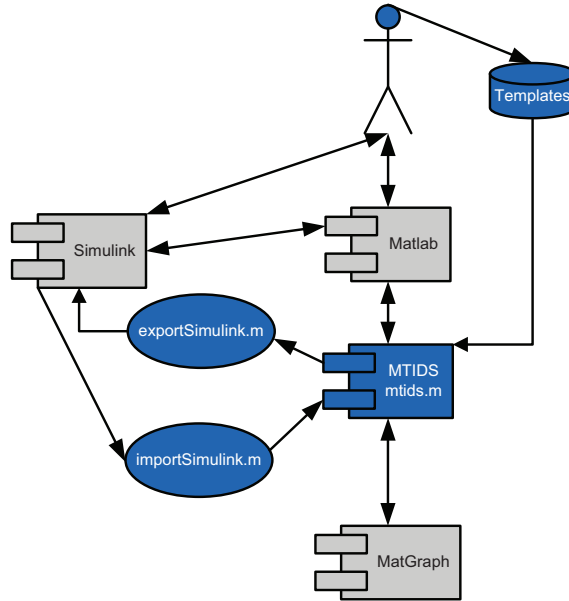 Templates
Simulink
Matlab
exportSimulink.m
MTIDS
mtids.m
importSimulink.m
MatGraph